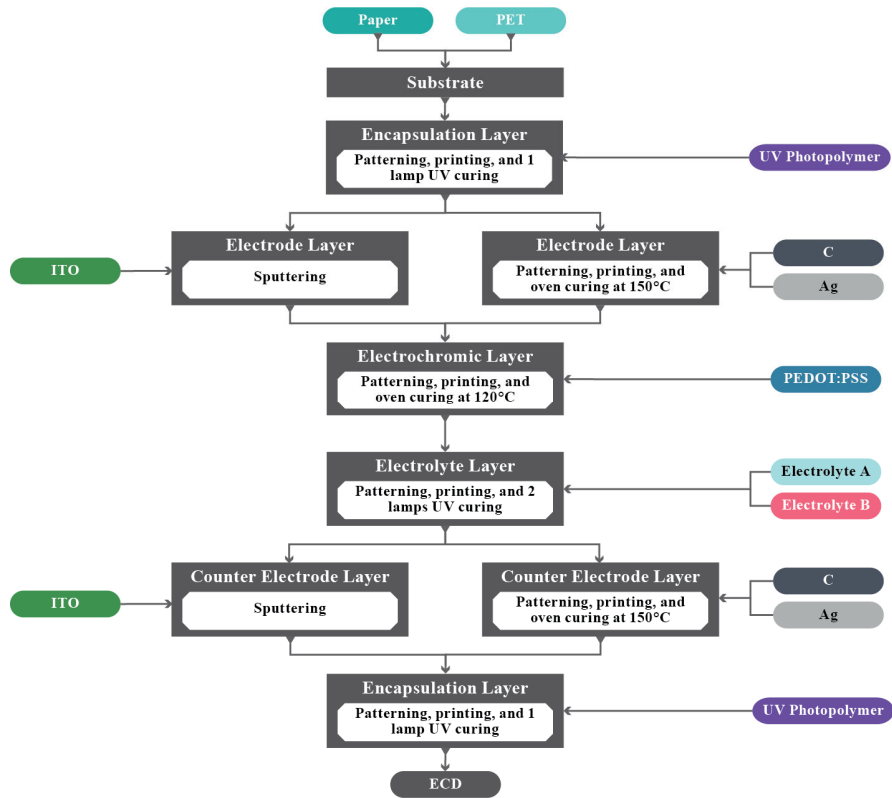 Paper
PET
Substrate
Encapsulation Layer
Patterning, printing, and 1
lamp UV curing
UV Photopolymer
Electrode Layer
Sputtering
ITO
Electrode Layer
Patterning, printing, and
oven curing at 150°C
C
Ag
Electrochromic Layer
Patterning, printing, and
oven curing at 120°C
PEDOT:PSS
Electrolyte Layer
Patterning, printing, and 2
lamps UV curing
Electrolyte A
Electrolyte B
Counter Electrode Layer
Sputtering
ITO
Counter Electrode Layer
Patterning, printing, and
oven curing at 150°C
C
Ag
Encapsulation Layer
Patterning, printing, and 1
lamp UV curing
UV Photopolymer
ECD